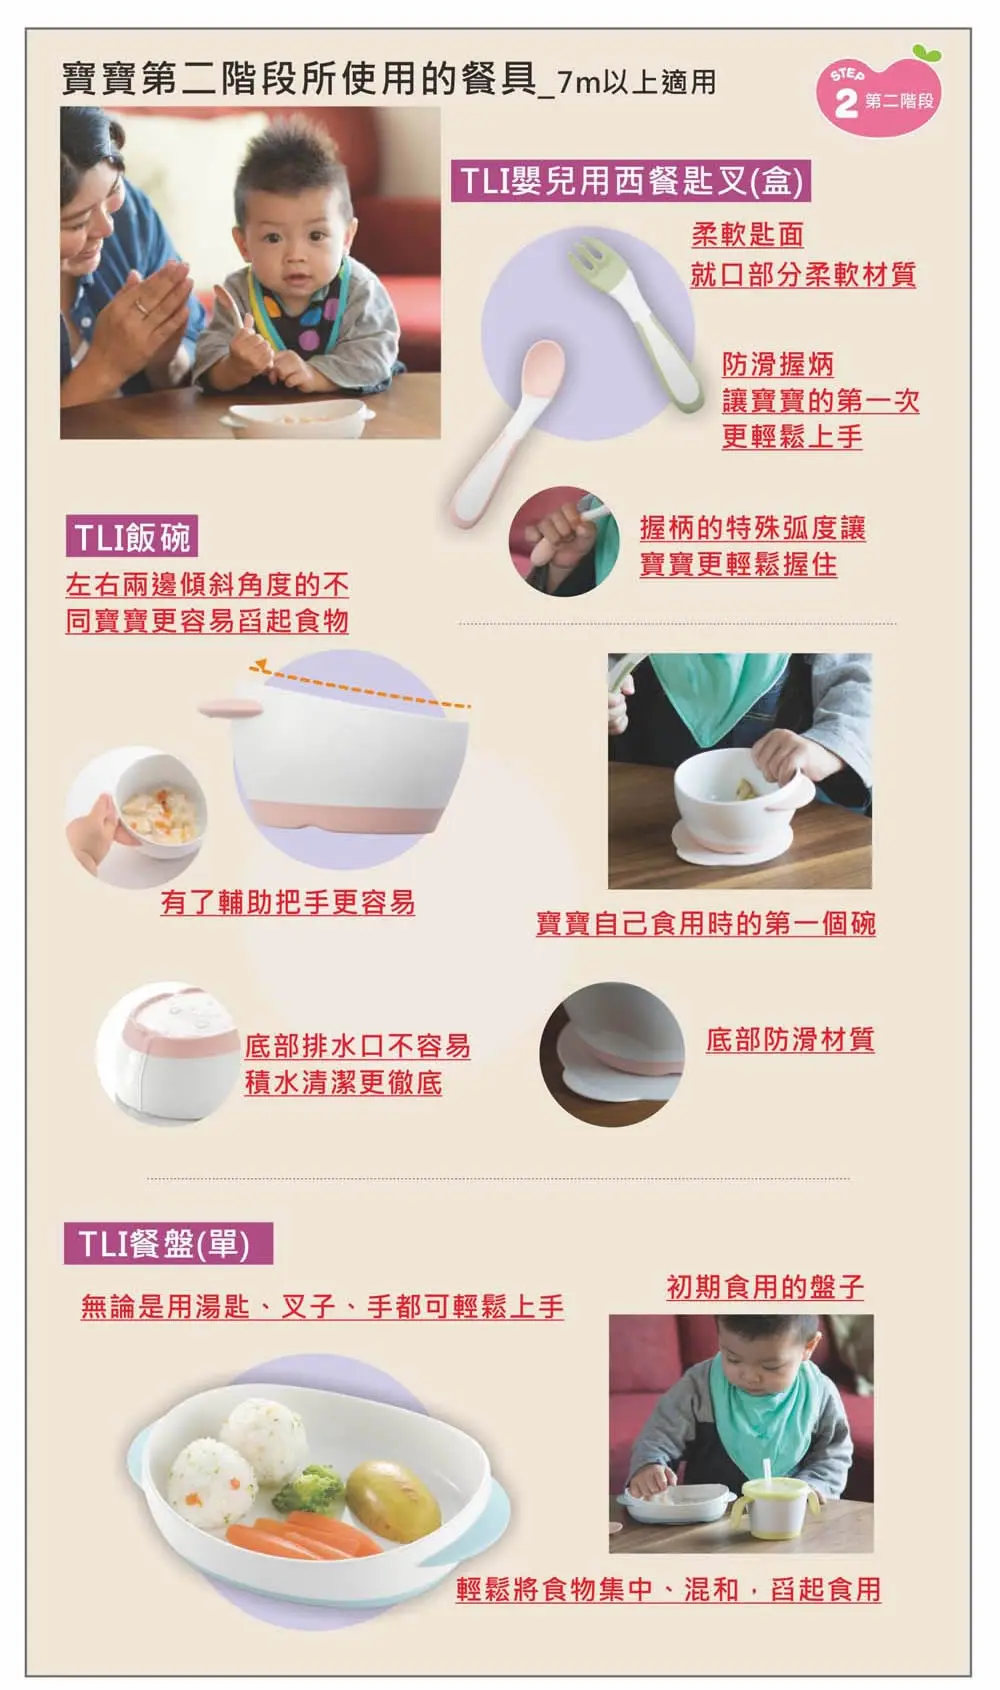 寶寶第二階段所使用的餐具_7m以上適用
STEP
2 第二階段
TLI嬰兒用西餐匙叉(盒)
柔軟匙面
就口部分柔軟材質
防滑握炳
讓寶寶的第一次
更輕鬆上手
握柄的特殊弧度讓
寶寶更輕鬆握住
TLI飯碗
左右兩邊傾斜角度的不
同寶寶更容易舀起食物
有了輔助把手更容易
寶寶自己食用時的第一個碗
底部排水口不容易
積水清潔更徹底
底部防滑材質
TLI餐盤(單)
無論是用湯匙、叉子、手都可輕鬆上手
初期食用的盤子
輕鬆將食物集中、混和，舀起食用